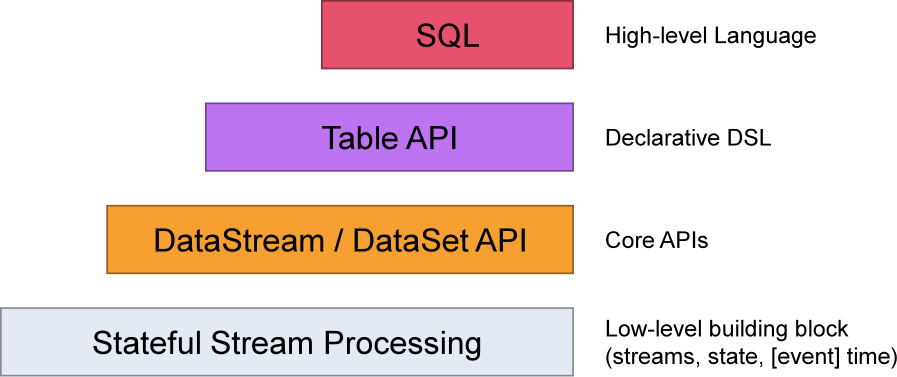 SQL
High-level Language
Table API
Declarative DSL
DataStream / DataSet API
Core APIs
Stateful Stream Processing
Low-level building block
(streams, state, [event] time)